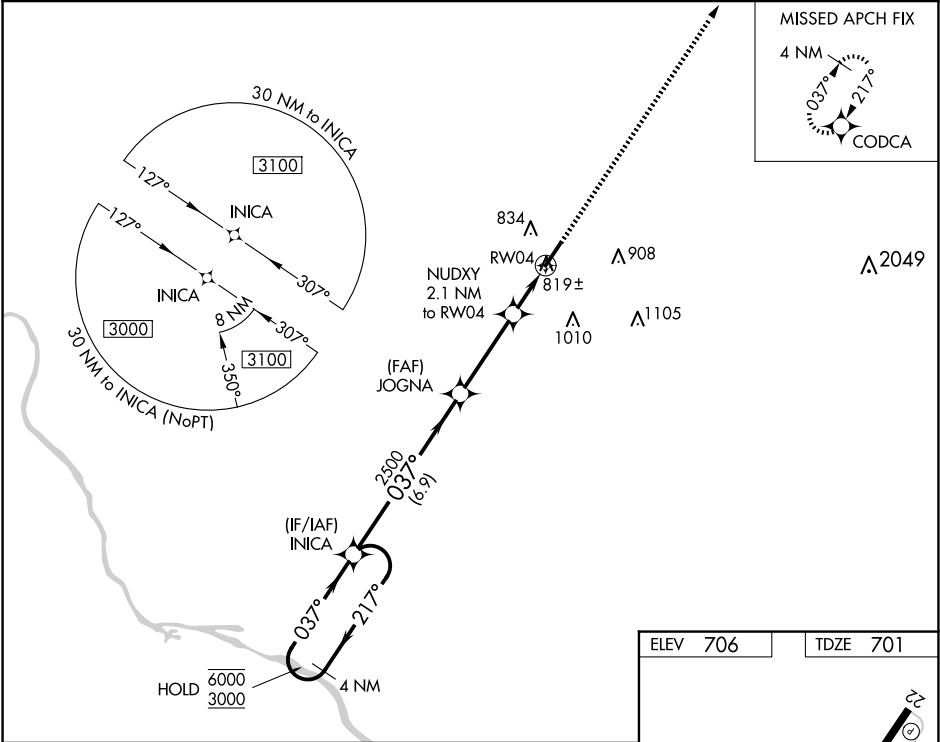 MISSED APCH FIX
4 NM
037°
217°
CODCA
30 NM to INICA
3100
127°
INICA
307°
127°
INICA
307°
8 NM
3000
3100
350°
30 NM to INICA (NoPT)
834
RW04
819±
908
2049
NUDXY
2.1 NM
to RW04
1010
1105
(FAF)
JOGNA
2500
037°
(6.9)
(IF/IAF)
INICA
037°
217°
HOLD 6000
3000
4 NM
ELEV 706
TDZE 701
22
P